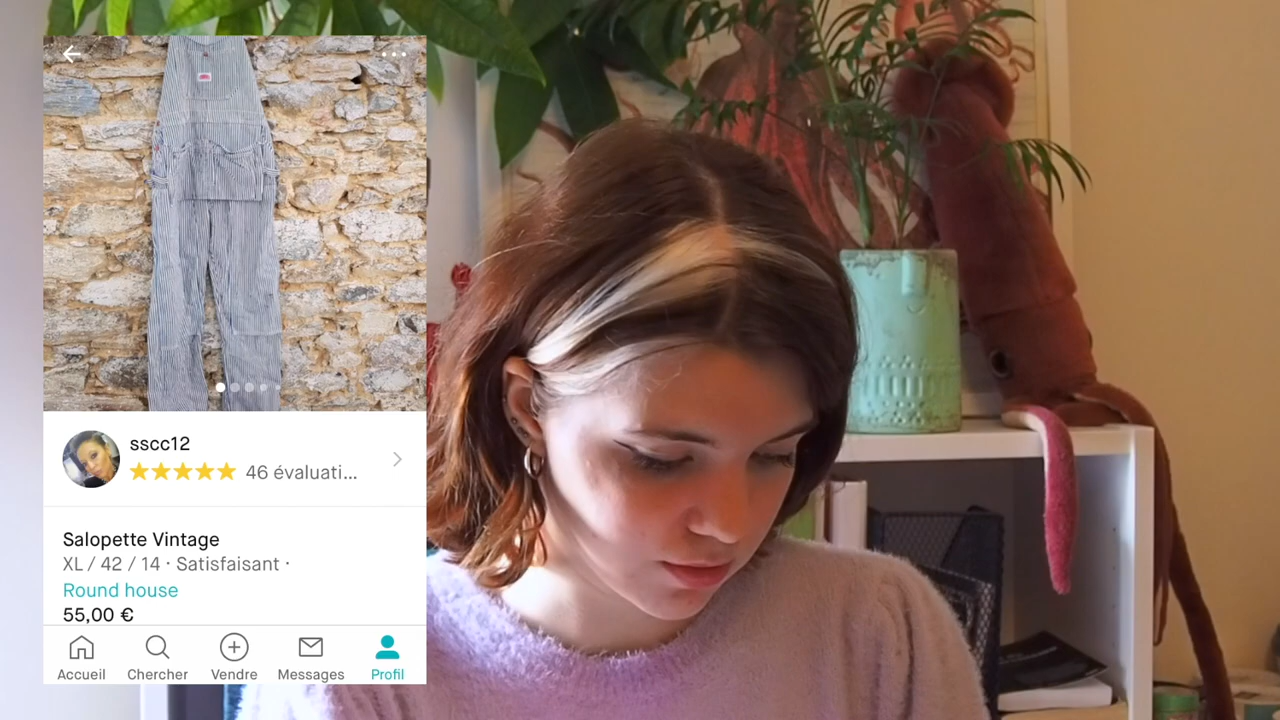 sscc12
46 évaluati...
Salopette Vintage
XL / 42 / 14 · Satisfaisant ·
Round house
55,00 €
Accueil Chercher Vendre Messages Profil